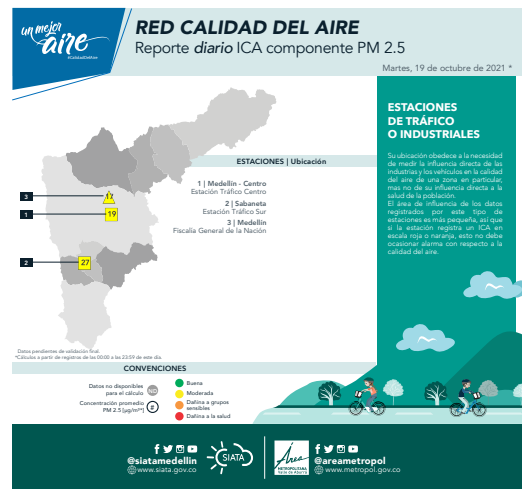 un mejor
aire
#CalidadDelAire
RED CALIDAD DEL AIRE
Reporte diario ICA componente PM 2.5
Martes, 19 de octubre de 2021 *
ESTACIONES | Ubicación
1 | Medellín - Centro
Estación Tráfico Centro
2 | Sabaneta
Estación Tráfico Sur
3 | Medellín
Fiscalía General de la Nación
3
17
1
19
2
27
ESTACIONES
DE TRÁFICO
O INDUSTRIALES
Su ubicación obedece a la necesidad
de medir la influencia directa de las
industrias y los vehículos en la calidad
del aire de una zona en particular,
mas no de su influencia directa a la
salud de la población.
El área de influencia de los datos
registrados por este tipo de
estaciones es más pequeña, así que
si la estación registra un ICA en
escala roja o naranja, esto no debe
ocasionar alarma con respecto a la
calidad del aire.
Datos pendientes de validación final.
*Cálculos a partir de registros de las 00:00 a las 23:59 de este día.
CONVENCIONES
Datos no disponibles
para el cálculo
ND
Concentración promedio
PM 2.5 [µg/m³*]
#
Buena
Moderada
Dañina a grupos
sensibles
Dañina a la salud
@siatamedellin
www.siata.gov.co
SIATA
Área
METROPOLITANA
Valle de Aburrá
@areametropol
www.metropol.gov.co